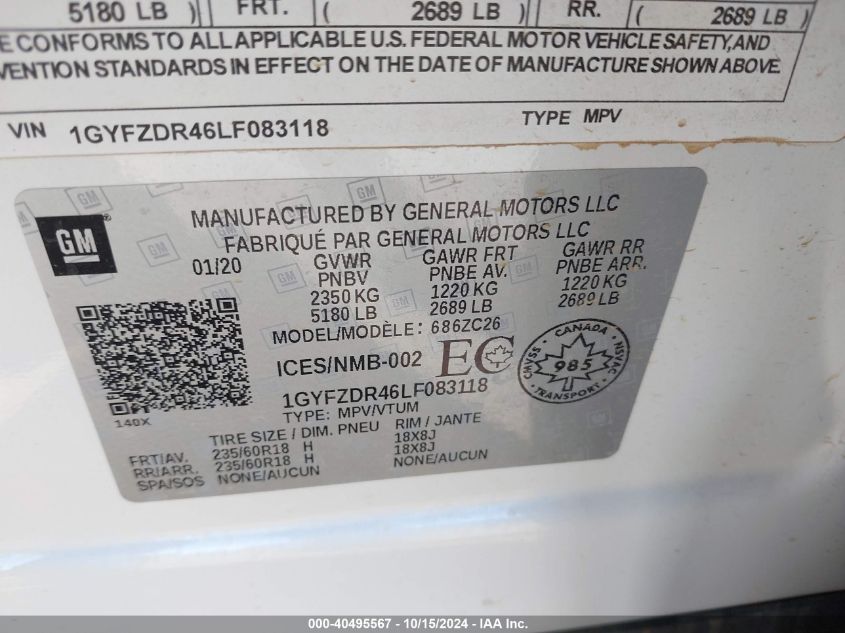 5180 LB ) FRT. ( 2689 LB ) RR. ( 2689 LB )
E CONFORMS TO ALL APPLICABLE U.S. FEDERAL MOTOR VEHICLE SAFETY, AND
VENTION STANDARDS IN EFFECT ON THE DATE OF MANUFACTURE SHOWN ABOVE.
VIN 1GYFZDR46LF083118 TYPE MPV
GM
MANUFACTURED BY GENERAL MOTORS LLC
FABRIQUÉ PAR GENERAL MOTORS LLC
01/20 GVWR GAWR FRT GAWR RR
PNBV PNBE AV. PNBE ARR.
2350 KG 1220 KG 1220 KG
5180 LB 2689 LB 2689 LB
MODEL/MODÈLE: 686ZC26
ICES/NMB-002 EC
CANADA
CMVSS 985 NSVAC
TRANSPORT
1GYFZDR46LF083118
TYPE: MPV/VTUM
140X
TIRE SIZE / DIM. PNEU RIM / JANTE
FRT/AV. 235/60R18 H 18X8J
RR/ARR. 235/60R18 H 18X8J
SPA/SOS NONE/AUCUN NONE/AUCUN
000-40495567 - 10/15/2024 - IAA Inc.